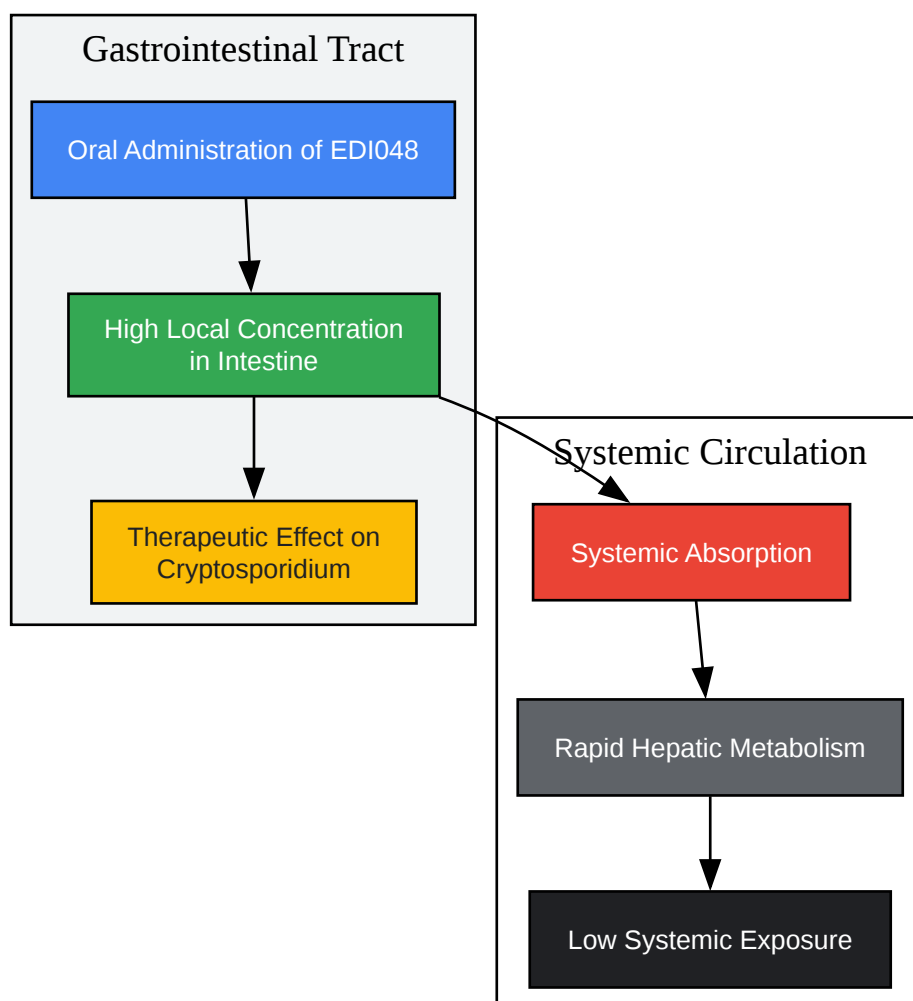 Gastrointestinal Tract
Oral Administration of EDI048
High Local Concentration
in Intestine
Therapeutic Effect on
Cryptosporidium
Systemic Circulation
Systemic Absorption
Rapid Hepatic Metabolism
Low Systemic Exposure